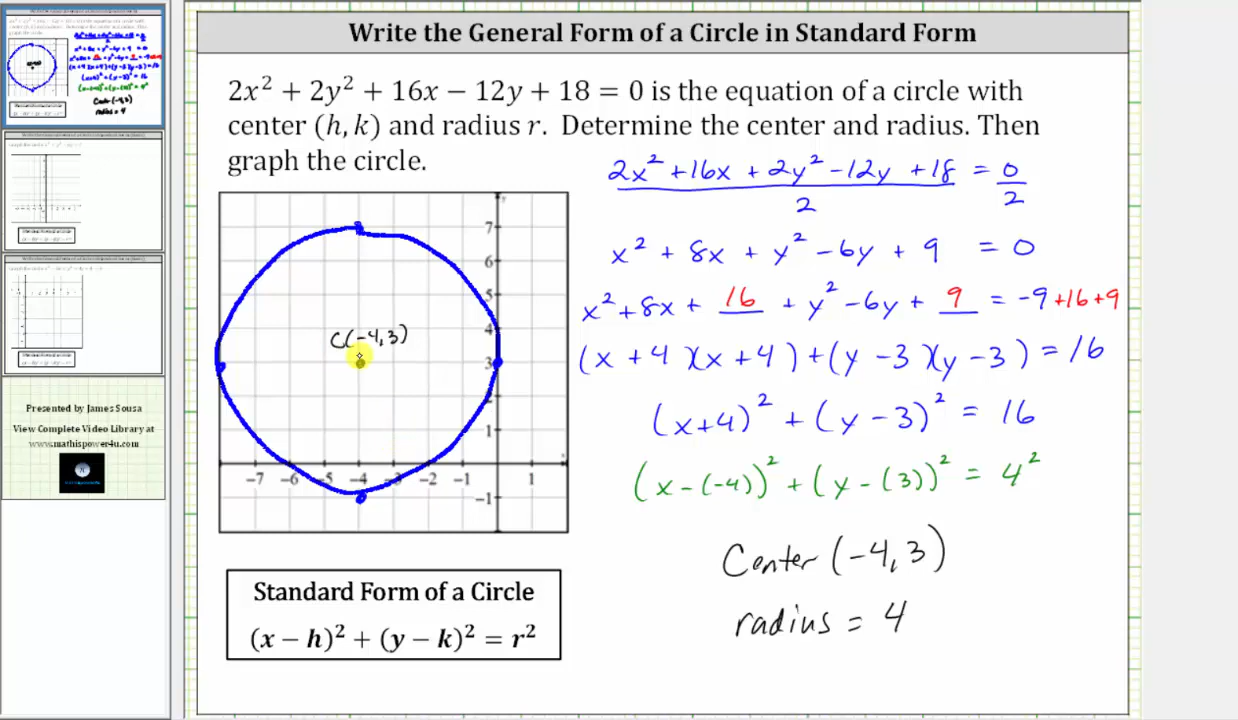 Write the General Form of a Circle in Standard Form
2x² + 2y² + 16x − 12y + 18 = 0 is the equation of a circle with
center (h, k) and radius r. Determine the center and radius. Then
graph the circle.
2x² + 16x + 2y² − 12y + 18 = 0
2 2
x² + 8x + y² − 6y + 9 = 0
x² + 8x + 16 + y² − 6y + 9 = −9 + 16 + 9
(x + 4)(x + 4) + (y − 3)(y − 3) = 16
(x+4)² + (y − 3)² = 16
(x − (−4))² + (y − (3))² = 4²
Center (−4, 3)
radius = 4
y
7
6
5
4
3
2
1
−7 −6 −5 −4 −3 −2 −1 1
−1
C(−4, 3)
Standard Form of a Circle
(x − h)² + (y − k)² = r²
Presented by James Sousa
View Complete Video Library at
www.mathispower4u.com